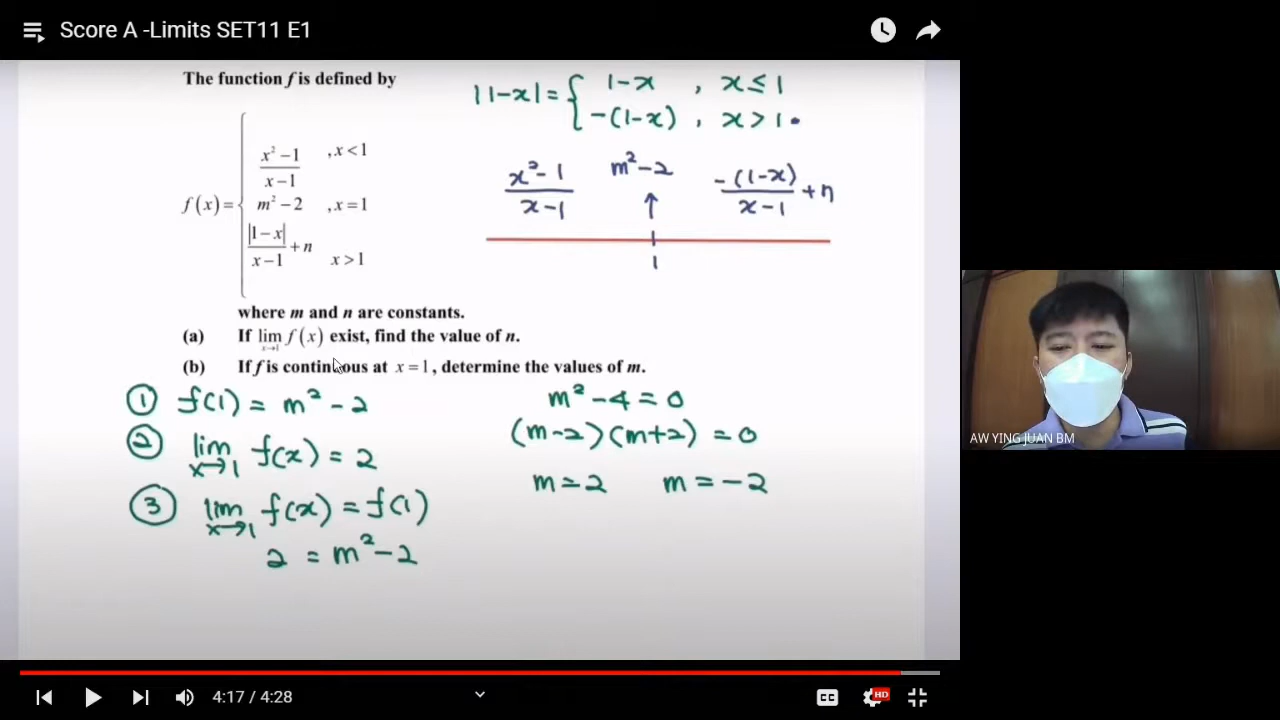 Score A -Limits SET11 E1
The function f is defined by
f(x) = { x² − 1 / x − 1 , x < 1
m² − 2 , x = 1
|1 − x| / x − 1 + n x > 1
where m and n are constants.
(a) If lim x→1 f(x) exist, find the value of n.
(b) If f is continuous at x = 1, determine the values of m.
|1-x| = { 1-x , x ≤ 1
-(1-x) , x > 1
x² - 1 / x - 1 m² - 2 -(1-x) / x - 1 + n
1
① f(1) = m² - 2
② lim x→1 f(x) = 2
③ lim x→1 f(x) = f(1)
2 = m² - 2
m² - 4 = 0
(m-2)(m+2) = 0
m = 2 m = -2
AW YING JUAN BM
4:17 / 4:28
CC
HD